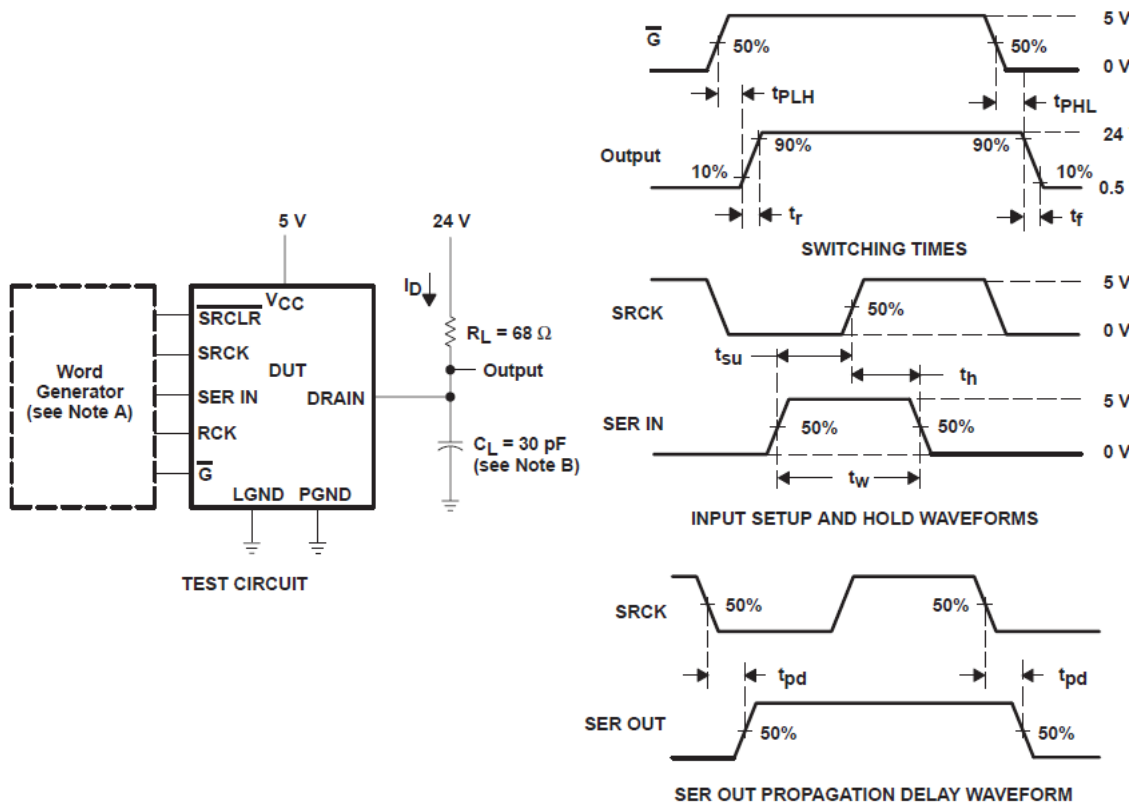 5 V
24 V
I_D
V_CC
S̅R̅C̅L̅R̅
SRCK
DUT
SER IN
DRAIN
RCK
G̅
LGND PGND
Word
Generator
(see Note A)
R_L = 68 Ω
Output
C_L = 30 pF
(see Note B)
TEST CIRCUIT
G̅
50%
50%
5 V
0 V
t_PLH
t_PHL
Output
10%
90%
90%
10%
24
0.5
t_r
t_f
SWITCHING TIMES
SRCK
50%
5 V
0 V
t_su
t_h
SER IN
50%
50%
5 V
0 V
t_w
INPUT SETUP AND HOLD WAVEFORMS
SRCK
50%
50%
t_pd
t_pd
SER OUT
50%
50%
SER OUT PROPAGATION DELAY WAVEFORM